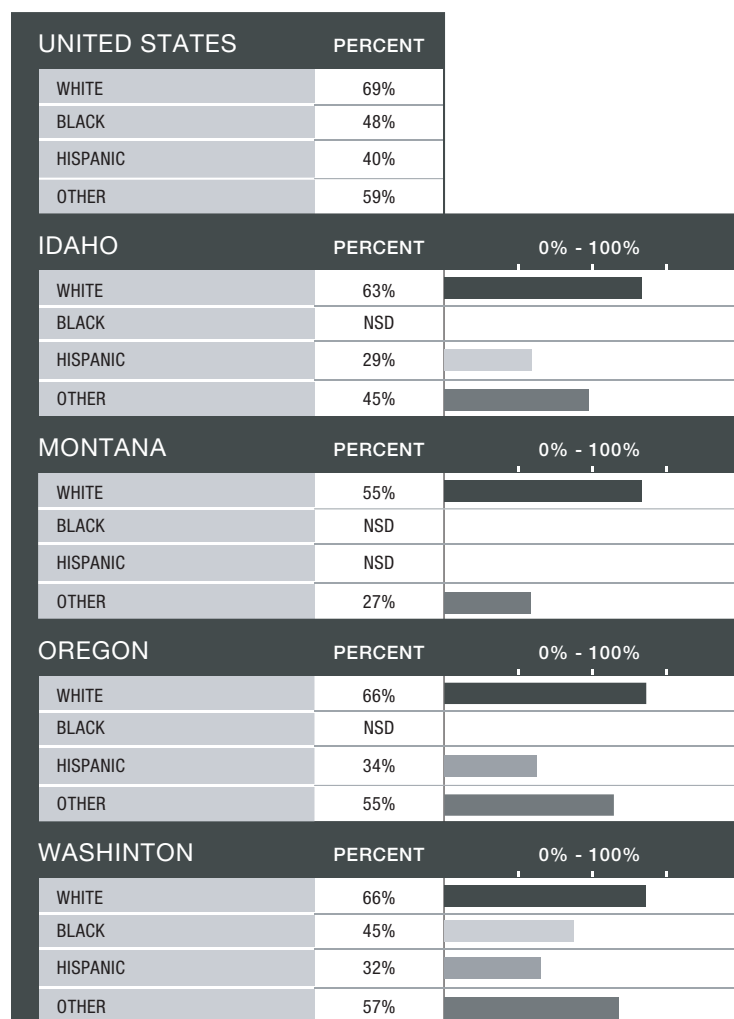 UNITED STATES PERCENT
WHITE 69%
BLACK 48%
HISPANIC 40%
OTHER 59%
IDAHO PERCENT 0% - 100%
WHITE 63%
BLACK NSD
HISPANIC 29%
OTHER 45%
MONTANA PERCENT 0% - 100%
WHITE 55%
BLACK NSD
HISPANIC NSD
OTHER 27%
OREGON PERCENT 0% - 100%
WHITE 66%
BLACK NSD
HISPANIC 34%
OTHER 55%
WASHINTON PERCENT 0% - 100%
WHITE 66%
BLACK 45%
HISPANIC 32%
OTHER 57%